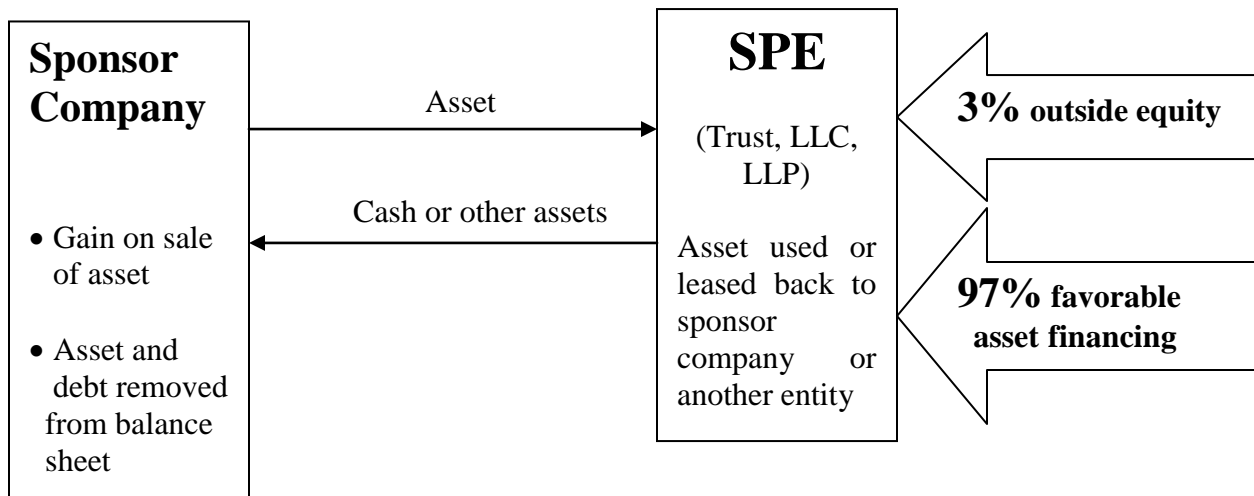 Sponsor
Company
• Gain on sale
of asset
• Asset and
debt removed
from balance
sheet
Asset
Cash or other assets
SPE
(Trust, LLC,
LLP)
Asset used or
leased back to
sponsor
company or
another entity
3% outside equity
97% favorable
asset financing